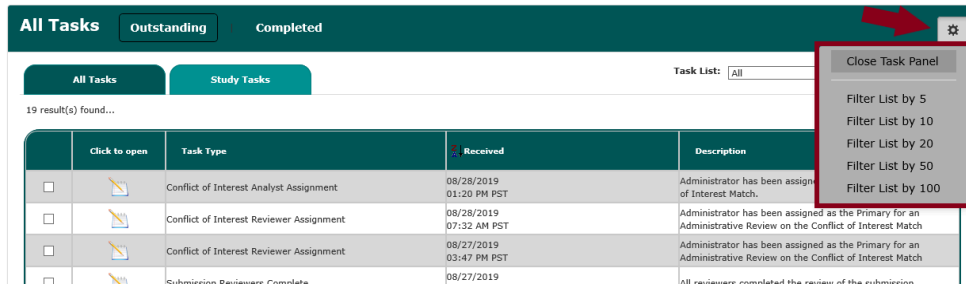 All Tasks Outstanding Completed
Close Task Panel
All Tasks Study Tasks Task List: All
Filter List by 5
19 result(s) found...
Filter List by 10
Filter List by 20
Click to open Task Type Received Description
Filter List by 50
Filter List by 100
Conflict of Interest Analyst Assignment 08/28/2019 Administrator has been
01:20 PM PST of Interest Match.
Conflict of Interest Reviewer Assignment 08/28/2019 Administrator has been assigned as the Primary for an
07:32 AM PST Administrative Review on the Conflict of Interest Match
Conflict of Interest Reviewer Assignment 08/27/2019 Administrator has been assigned as the Primary for an
03:47 PM PST Administrative Review on the Conflict of Interest Match
Submission Reviewers Complete 08/27/2019 All reviewers completed the review of the submission